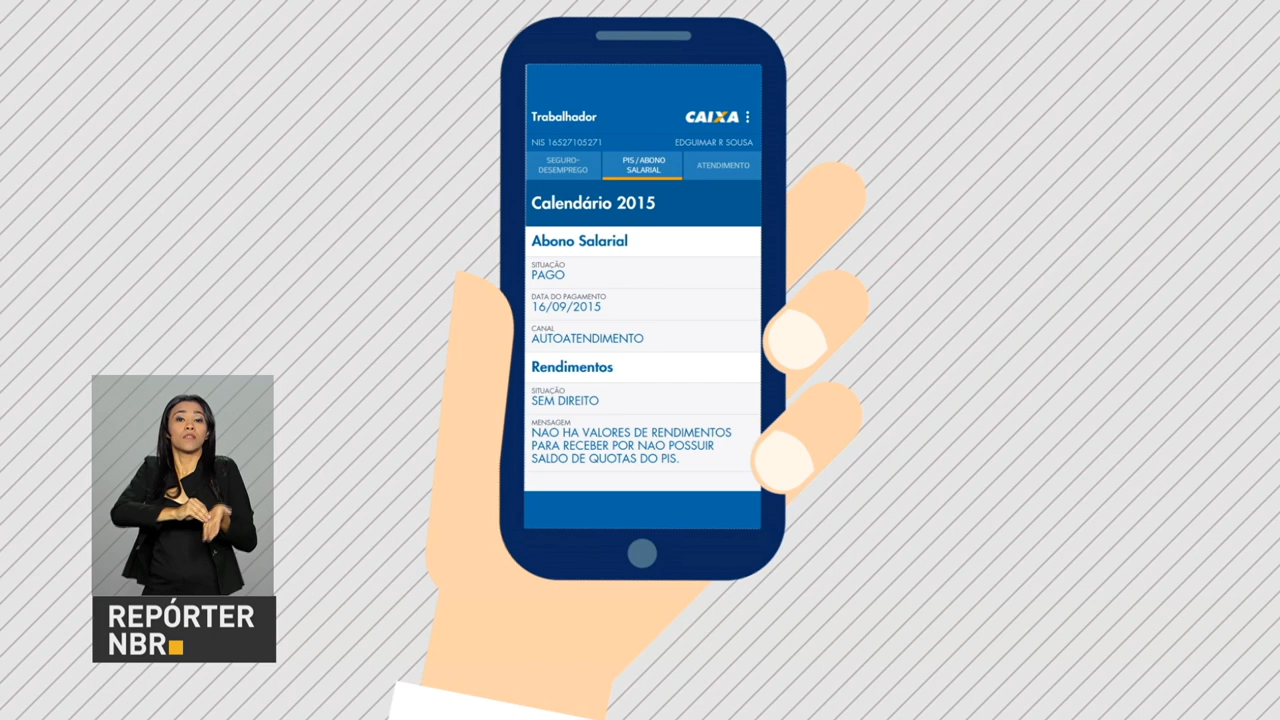 Trabalhador
CAIXA
NIS 16527105271
EDGUIMAR R SOUSA
SEGURO-
DESEMPREGO
PIS / ABONO
SALARIAL
ATENDIMENTO
Calendário 2015
Abono Salarial
SITUAÇÃO
PAGO
DATA DO PAGAMENTO
16/09/2015
CANAL
AUTOATENDIMENTO
Rendimentos
SITUAÇÃO
SEM DIREITO
MENSAGEM
NAO HA VALORES DE RENDIMENTOS
PARA RECEBER POR NAO POSSUIR
SALDO DE QUOTAS DO PIS.
REPÓRTER
NBR